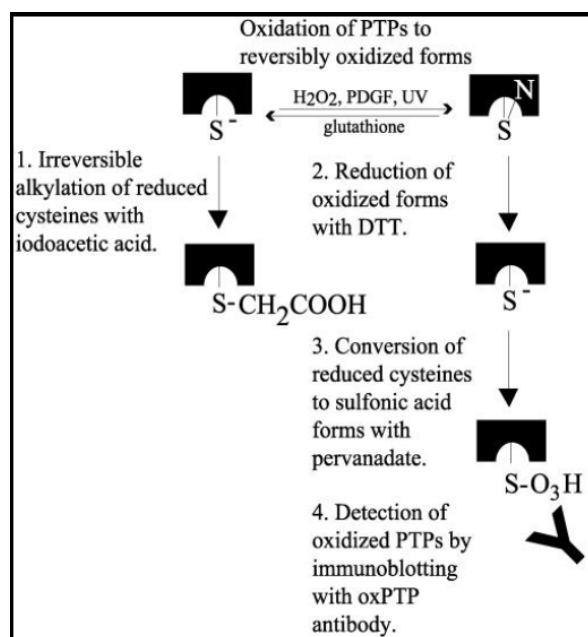 Oxidation of PTPs to
reversibly oxidized forms
N
H2O2, PDGF, UV
glutathione
S-
S
1. Irreversible
alkylation of reduced
cysteines with
iodoacetic acid.
2. Reduction of
oxidized forms
with DTT.
S-CH2COOH
S-
3. Conversion of
reduced cysteines
to sulfonic acid
forms with
pervanadate.
S-O3H
4. Detection of
oxidized PTPs by
immunoblotting
with oxPTP
antibody.